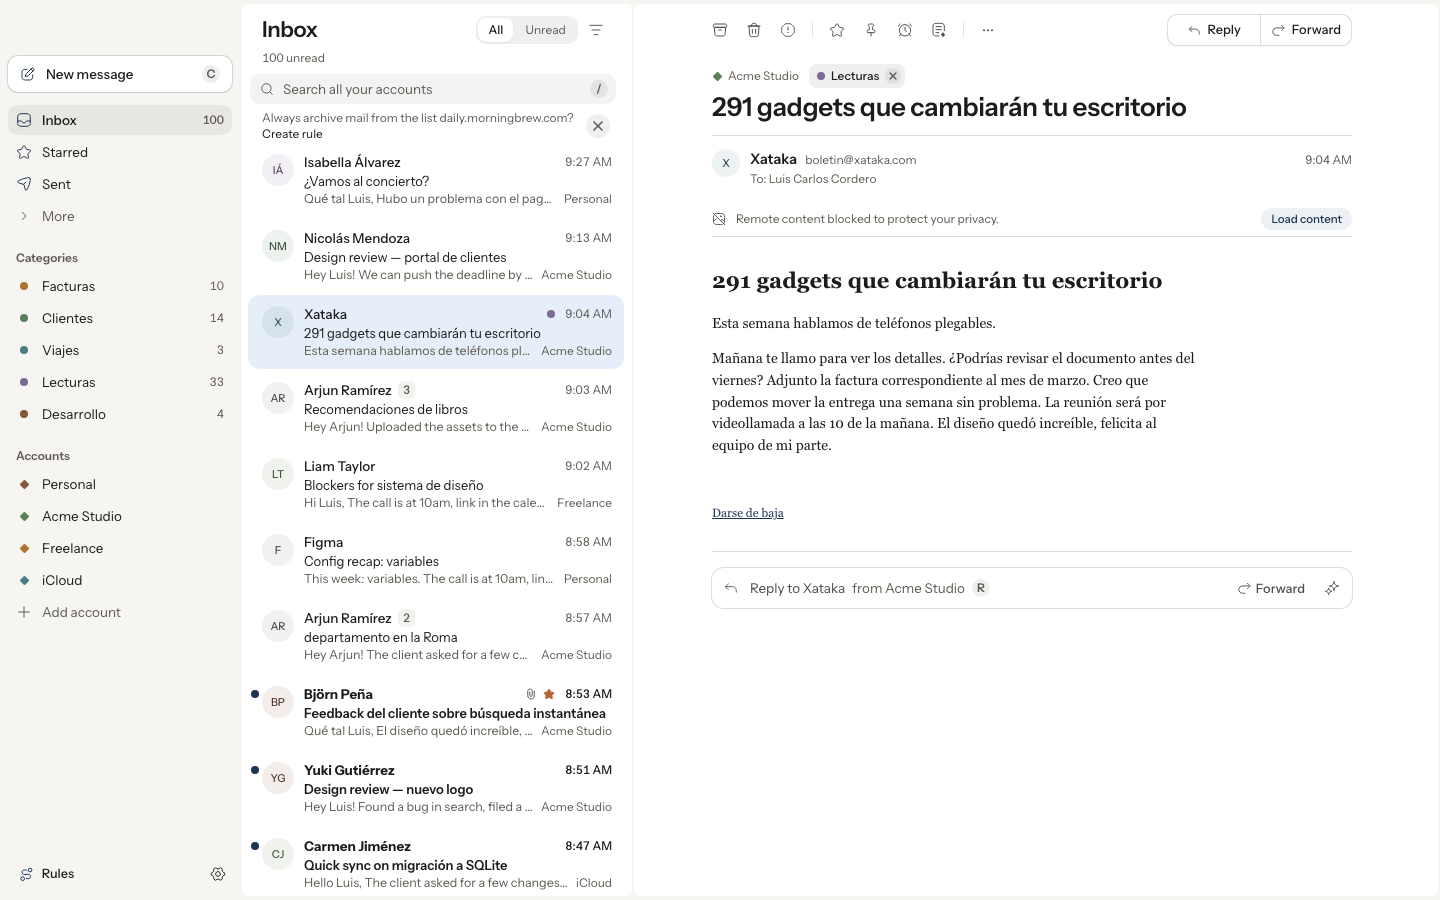 New message
C
Inbox
100
Starred
Sent
More
Categories
Facturas
10
Clientes
14
Viajes
3
Lecturas
33
Desarrollo
4
Accounts
Personal
Acme Studio
Freelance
iCloud
Add account
Rules
Inbox
All
Unread
100 unread
Search all your accounts
/
Always archive mail from the list daily.morningbrew.com?
Create rule
IÁ
Isabella Álvarez
9:27 AM
¿Vamos al concierto?
Qué tal Luis, Hubo un problema con el pag...
Personal
NM
Nicolás Mendoza
9:13 AM
Design review — portal de clientes
Hey Luis! We can push the deadline by ...
Acme Studio
X
Xataka
9:04 AM
291 gadgets que cambiarán tu escritorio
Esta semana hablamos de teléfonos pl...
Acme Studio
AR
Arjun Ramírez
3
9:03 AM
Recomendaciones de libros
Hey Arjun! Uploaded the assets to the ...
Acme Studio
LT
Liam Taylor
9:02 AM
Blockers for sistema de diseño
Hi Luis, The call is at 10am, link in the cale...
Freelance
F
Figma
8:58 AM
Config recap: variables
This week: variables. The call is at 10am, lin...
Personal
AR
Arjun Ramírez
2
8:57 AM
departamento en la Roma
Hey Arjun! The client asked for a few c...
Acme Studio
BP
Björn Peña
8:53 AM
Feedback del cliente sobre búsqueda instantánea
Qué tal Luis, El diseño quedó increíble, ...
Acme Studio
YG
Yuki Gutiérrez
8:51 AM
Design review — nuevo logo
Hey Luis! Found a bug in search, filed a ...
Acme Studio
CJ
Carmen Jiménez
8:47 AM
Quick sync on migración a SQLite
Hello Luis, The client asked for a few changes...
iCloud
Reply
Forward
Acme Studio
Lecturas
291 gadgets que cambiarán tu escritorio
X
Xataka
boletin@xataka.com
9:04 AM
To: Luis Carlos Cordero
Remote content blocked to protect your privacy.
Load content
291 gadgets que cambiarán tu escritorio
Esta semana hablamos de teléfonos plegables.
Mañana te llamo para ver los detalles. ¿Podrías revisar el documento antes del
viernes? Adjunto la factura correspondiente al mes de marzo. Creo que
podemos mover la entrega una semana sin problema. La reunión será por
videollamada a las 10 de la mañana. El diseño quedó increíble, felicita al
equipo de mi parte.
Darse de baja
Reply to Xataka
from Acme Studio
R
Forward